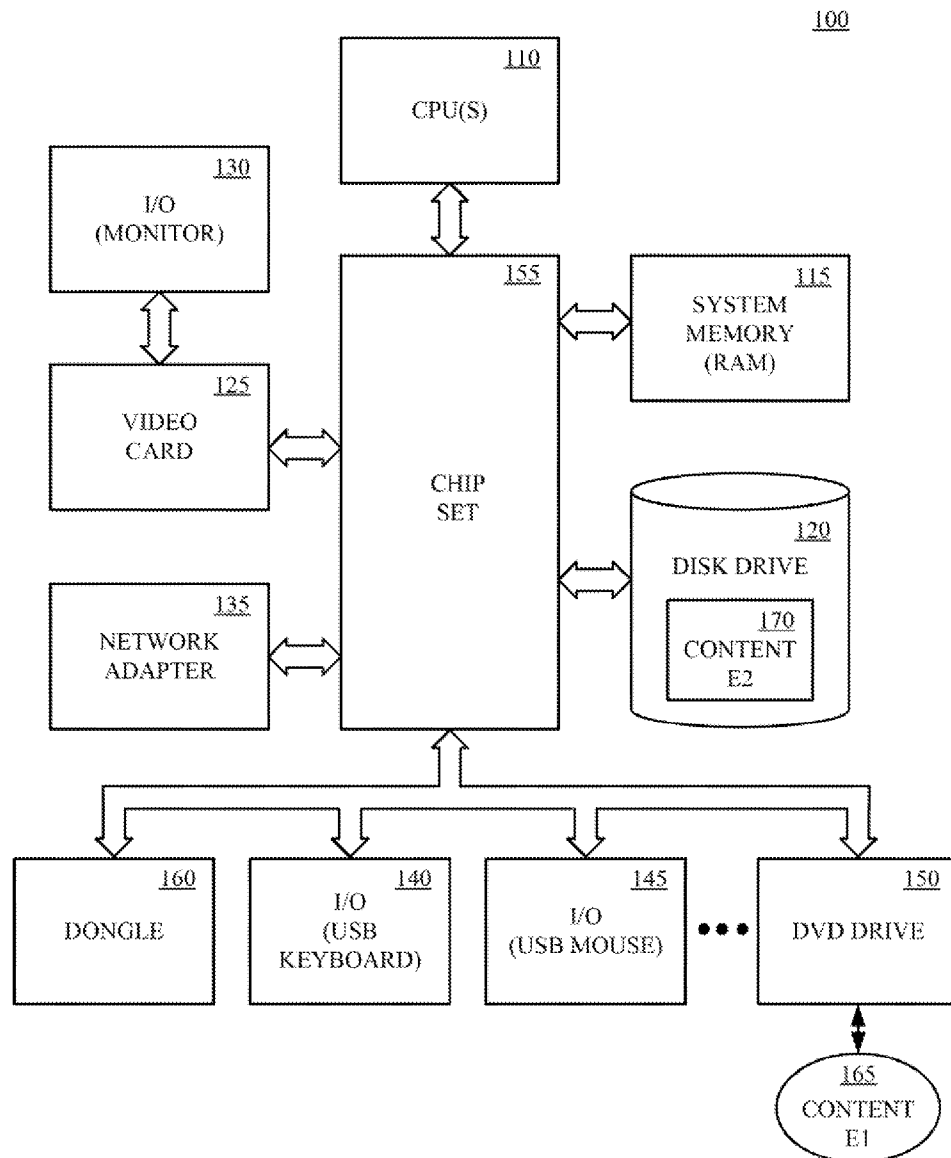 100
110
CPU(S)
130
I/O
(MONITOR)
155
CHIP
SET
115
SYSTEM
MEMORY
(RAM)
125
VIDEO
CARD
120
DISK DRIVE
170
CONTENT
E2
135
NETWORK
ADAPTER
160
DONGLE
140
I/O
(USB
KEYBOARD)
145
I/O
(USB MOUSE)
150
DVD DRIVE
165
CONTENT
E1